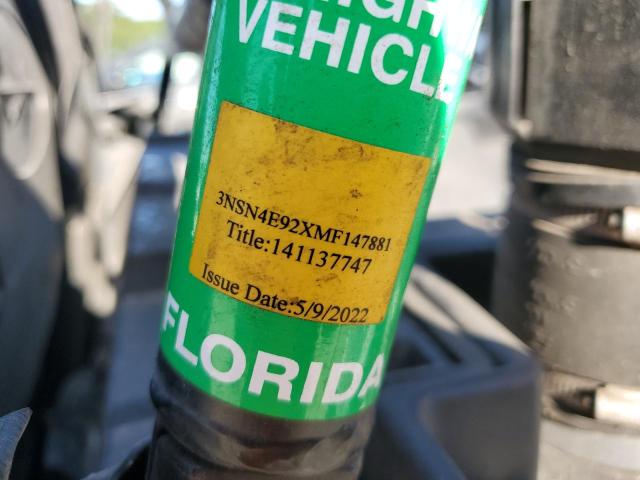 VEHICLE
3NSN4E92XMF147881
Title:141137747
Issue Date:5/9/2022
FLORIDA